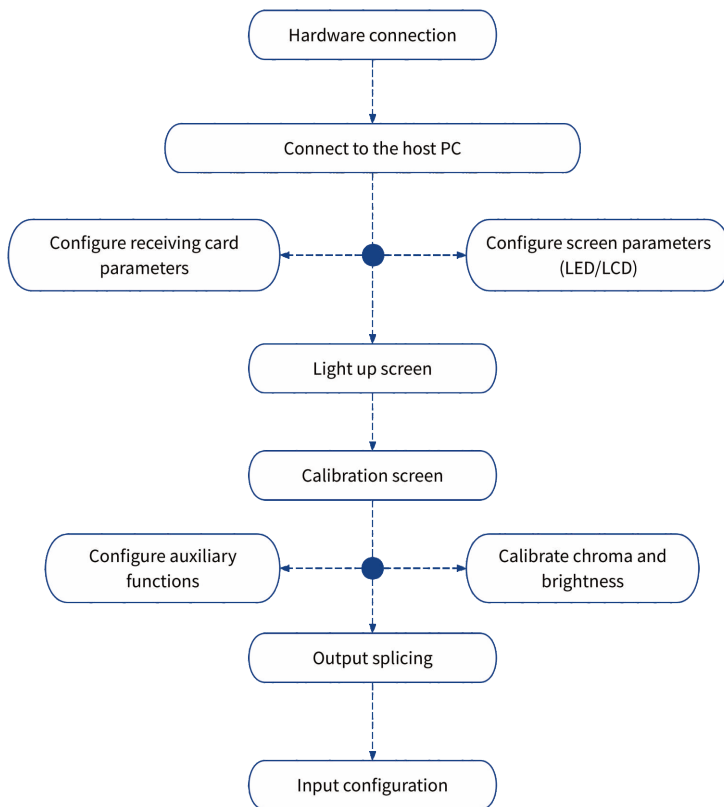 Hardware connection
Connect to the host PC
Configure receiving card
parameters
Configure screen parameters
(LED/LCD)
Light up screen
Calibration screen
Configure auxiliary
functions
Calibrate chroma and
brightness
Output splicing
Input configuration